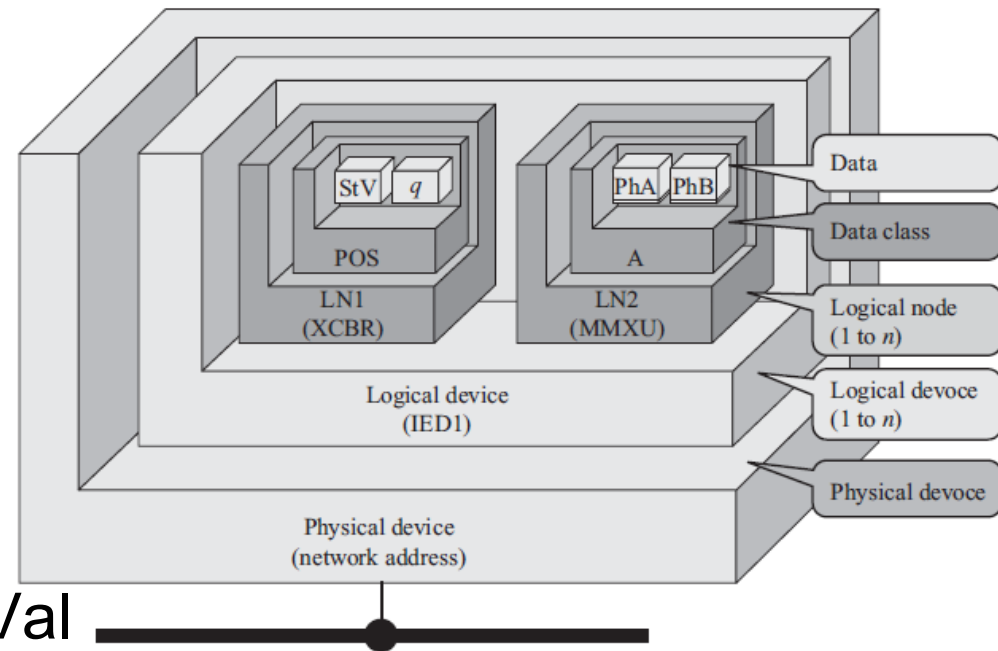 StV
q
POS
LN1
(XCBR)
PhA
PhB
A
LN2
(MMXU)
Logical device
(IED1)
Physical device
(network address)
Data
Data class
Logical node
(1 to n)
Logical devoce
(1 to n)
Physical devoce
Val